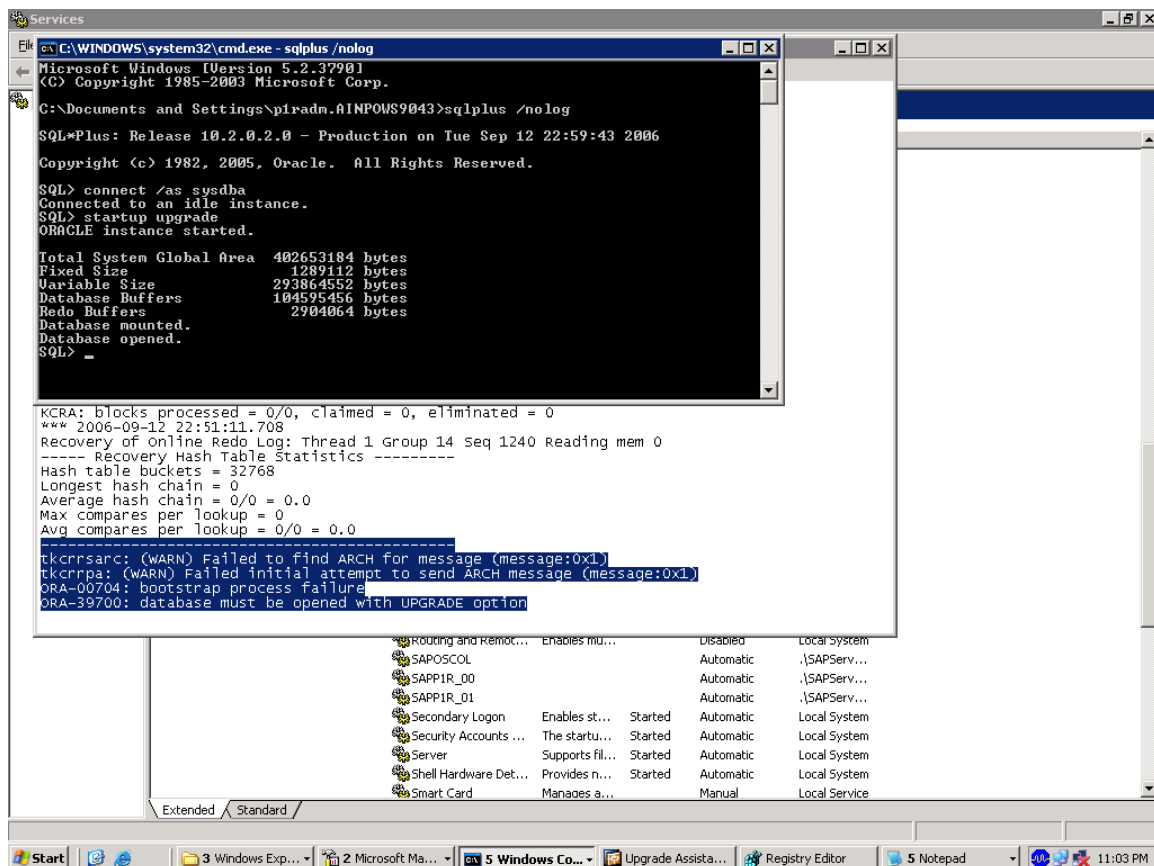 Services
File
C:\WINDOWS\system32\cmd.exe - sqlplus /nolog
Microsoft Windows [Version 5.2.3790]
(C) Copyright 1985-2003 Microsoft Corp.
C:\Documents and Settings\p1radm.AINPOWS9043>sqlplus /nolog
SQL*Plus: Release 10.2.0.2.0 - Production on Tue Sep 12 22:59:43 2006
Copyright (c) 1982, 2005, Oracle.  All Rights Reserved.
SQL> connect /as sysdba
Connected to an idle instance.
SQL> startup upgrade
ORACLE instance started.
Total System Global Area  402653184 bytes
Fixed Size                  1289112 bytes
Variable Size             293864552 bytes
Database Buffers          104595456 bytes
Redo Buffers                2904064 bytes
Database mounted.
Database opened.
SQL> _
KCRA: blocks processed = 0/0, claimed = 0, eliminated = 0
*** 2006-09-12 22:51:11.708
Recovery of Online Redo Log: Thread 1 Group 14 Seq 1240 Reading mem 0
----- Recovery Hash Table Statistics ---------
Hash table buckets = 32768
Longest hash chain = 0
Average hash chain = 0/0 = 0.0
Max compares per lookup = 0
Avg compares per lookup = 0/0 = 0.0
----------------------------------------------
tkcrrsarc: (WARN) Failed to find ARCH for message (message:0x1)
tkcrrpa: (WARN) Failed initial attempt to send ARCH message (message:0x1)
ORA-00704: bootstrap process failure
ORA-39700: database must be opened with UPGRADE option
Routing and Remot... Enables mu... Disabled Local System
SAPOSCOL Automatic .\SAPServ...
SAPP1R_00 Automatic .\SAPServ...
SAPP1R_01 Automatic .\SAPServ...
Secondary Logon Enables st... Started Automatic Local System
Security Accounts ... The startu... Started Automatic Local System
Server Supports fil... Started Automatic Local System
Shell Hardware Det... Provides n... Started Automatic Local System
Smart Card Manages a... Manual Local Service
Extended Standard
Start 3 Windows Exp... 2 Microsoft Ma... 5 Windows Co... Upgrade Assista... Registry Editor 5 Notepad 11:03 PM